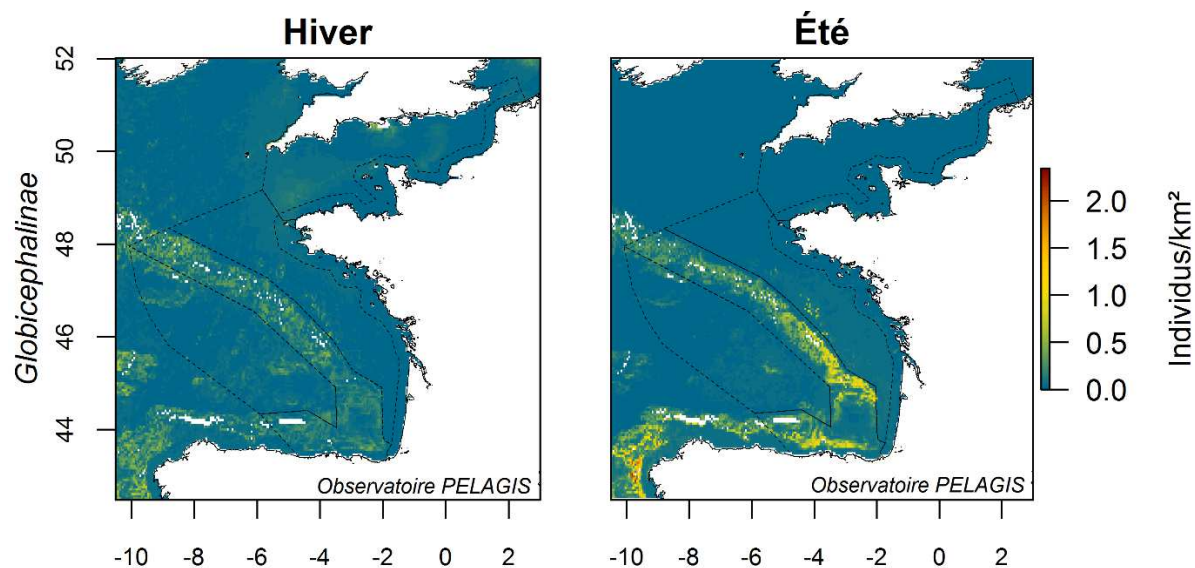 Hiver
Été
Globicephalinae
52
50
48
46
44
Observatoire PELAGIS
Observatoire PELAGIS
-10 -8 -6 -4 -2 0 2
-10 -8 -6 -4 -2 0 2
2.0
1.5
1.0
0.5
0.0
Individus/km²